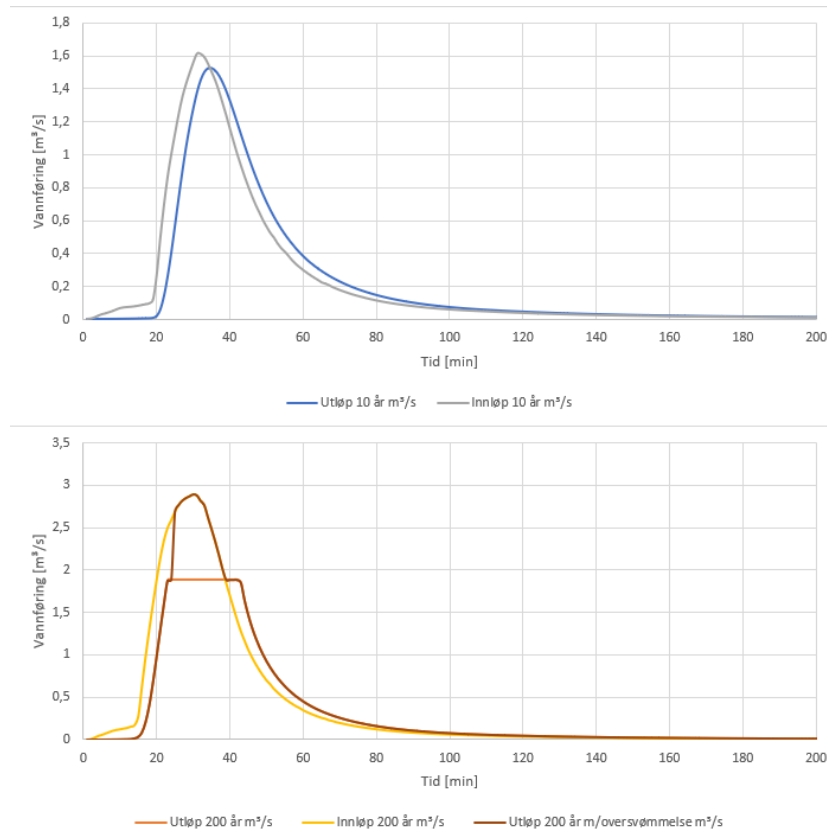 1,8
1,6
1,4
1,2
1
0,8
0,6
0,4
0,2
0
Vannføring [m³/s]
0 20 40 60 80 100 120 140 160 180 200
Tid [min]
Utløp 10 år m³/s Innløp 10 år m³/s
3,5
3
2,5
2
1,5
1
0,5
0
Vannføring [m³/s]
0 20 40 60 80 100 120 140 160 180 200
Tid [min]
Utløp 200 år m³/s Innløp 200 år m³/s Utløp 200 år m/oversvømmelse m³/s